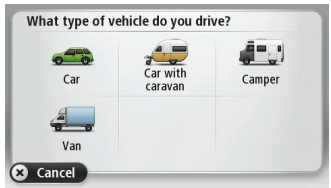 What type of vehicle do you drive?
Car
Car with
caravan
Camper
Van
Cancel